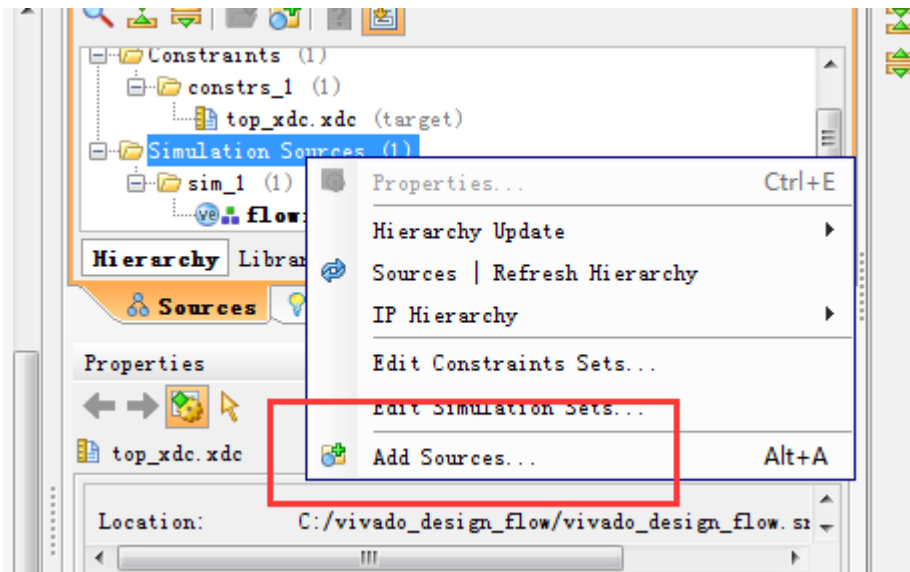 Constraints (1)
constrs_1 (1)
top_xdc.xdc (target)
Simulation Sources (1)
sim_1 (1)
Hierarchy
Properties... Ctrl+E
Hierarchy Update
Sources | Refresh Hierarchy
IP Hierarchy
Edit Constraints Sets...
Edit Simulation Sets...
Add Sources... Alt+A
Sources
Properties
top_xdc.xdc
Location: C:/vivado_design_flow/vivado_design_flow.sr